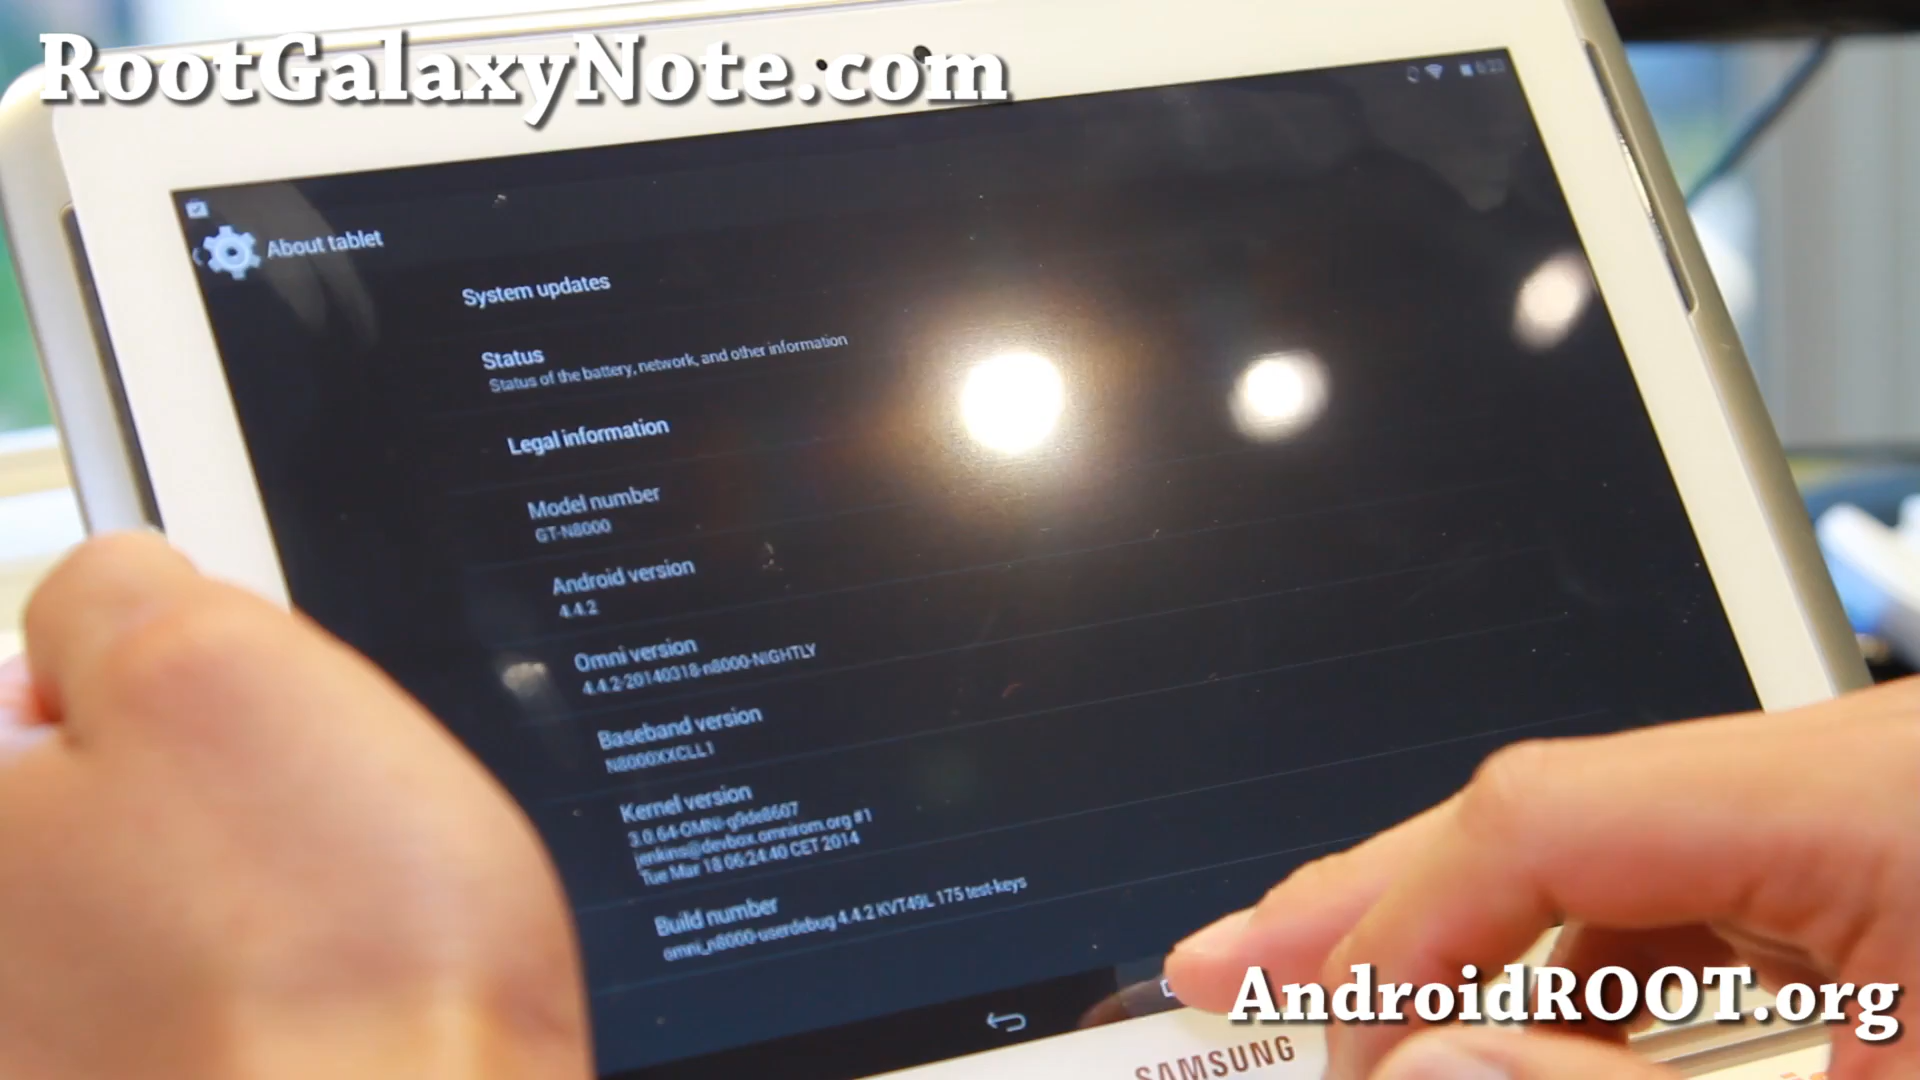 RootGalaxyNote.com
About tablet
System updates
Status
Status of the battery, network, and other information
Legal information
Model number
GT-N8000
Android version
4.4.2
Omni version
4.4.2-20140318-n8000-NIGHTLY
Baseband version
N8000XXCLL1
Kernel version
3.0.64-OMNI-g9de8607
jenkins@devbox.omnirom.org #1
Tue Mar 18 06:24:40 CET 2014
Build number
omni_n8000-userdebug 4.4.2 KVT49L 175 test-keys
AndroidROOT.org
SAMSUNG